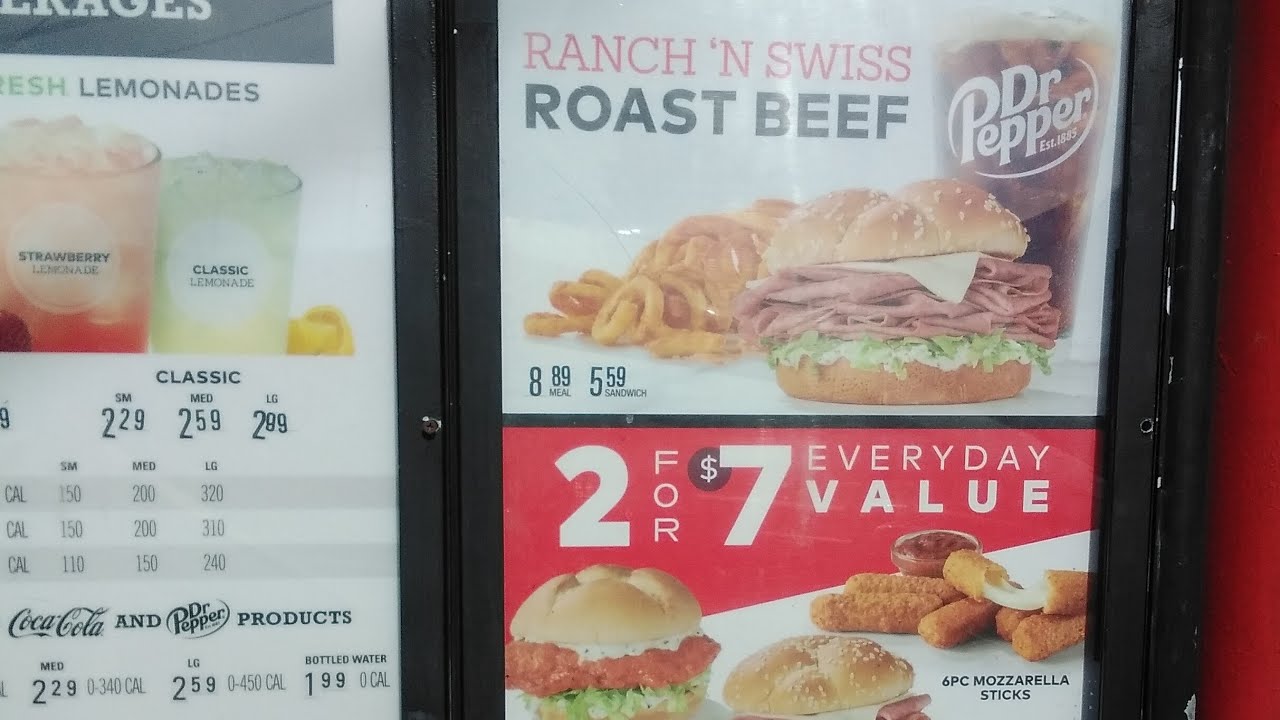 ERAGES
RESH LEMONADES
STRAWBERRY
LEMONADE
CLASSIC
LEMONADE
CLASSIC
SM MED LG
9 2 29 2 59 2 89
SM MED LG
CAL 150 200 320
CAL 150 200 310
CAL 110 150 240
Coca-Cola AND Dr Pepper PRODUCTS
MED LG BOTTLED WATER
2 29 0-340 CAL 2 59 0-450 CAL 1 99 0 CAL
RANCH 'N SWISS
ROAST BEEF
Dr
Pepper
Est.1885
8 89 MEAL 5 59 SANDWICH
2 FOR $7 EVERYDAY
VALUE
6PC MOZZARELLA
STICKS